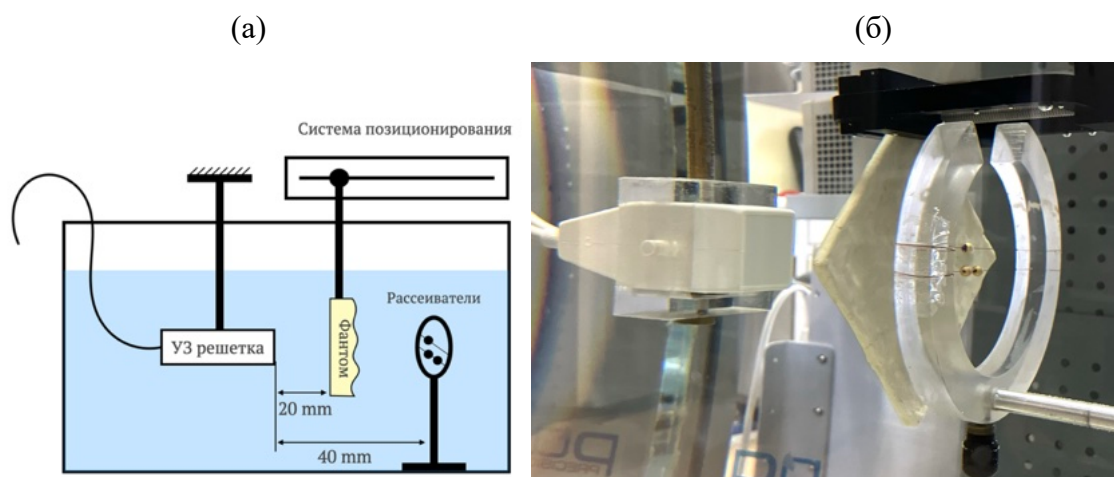 (а)
(б)
Система позиционирования
Рассеиватели
УЗ решетка
Фантом
20 mm
40 mm